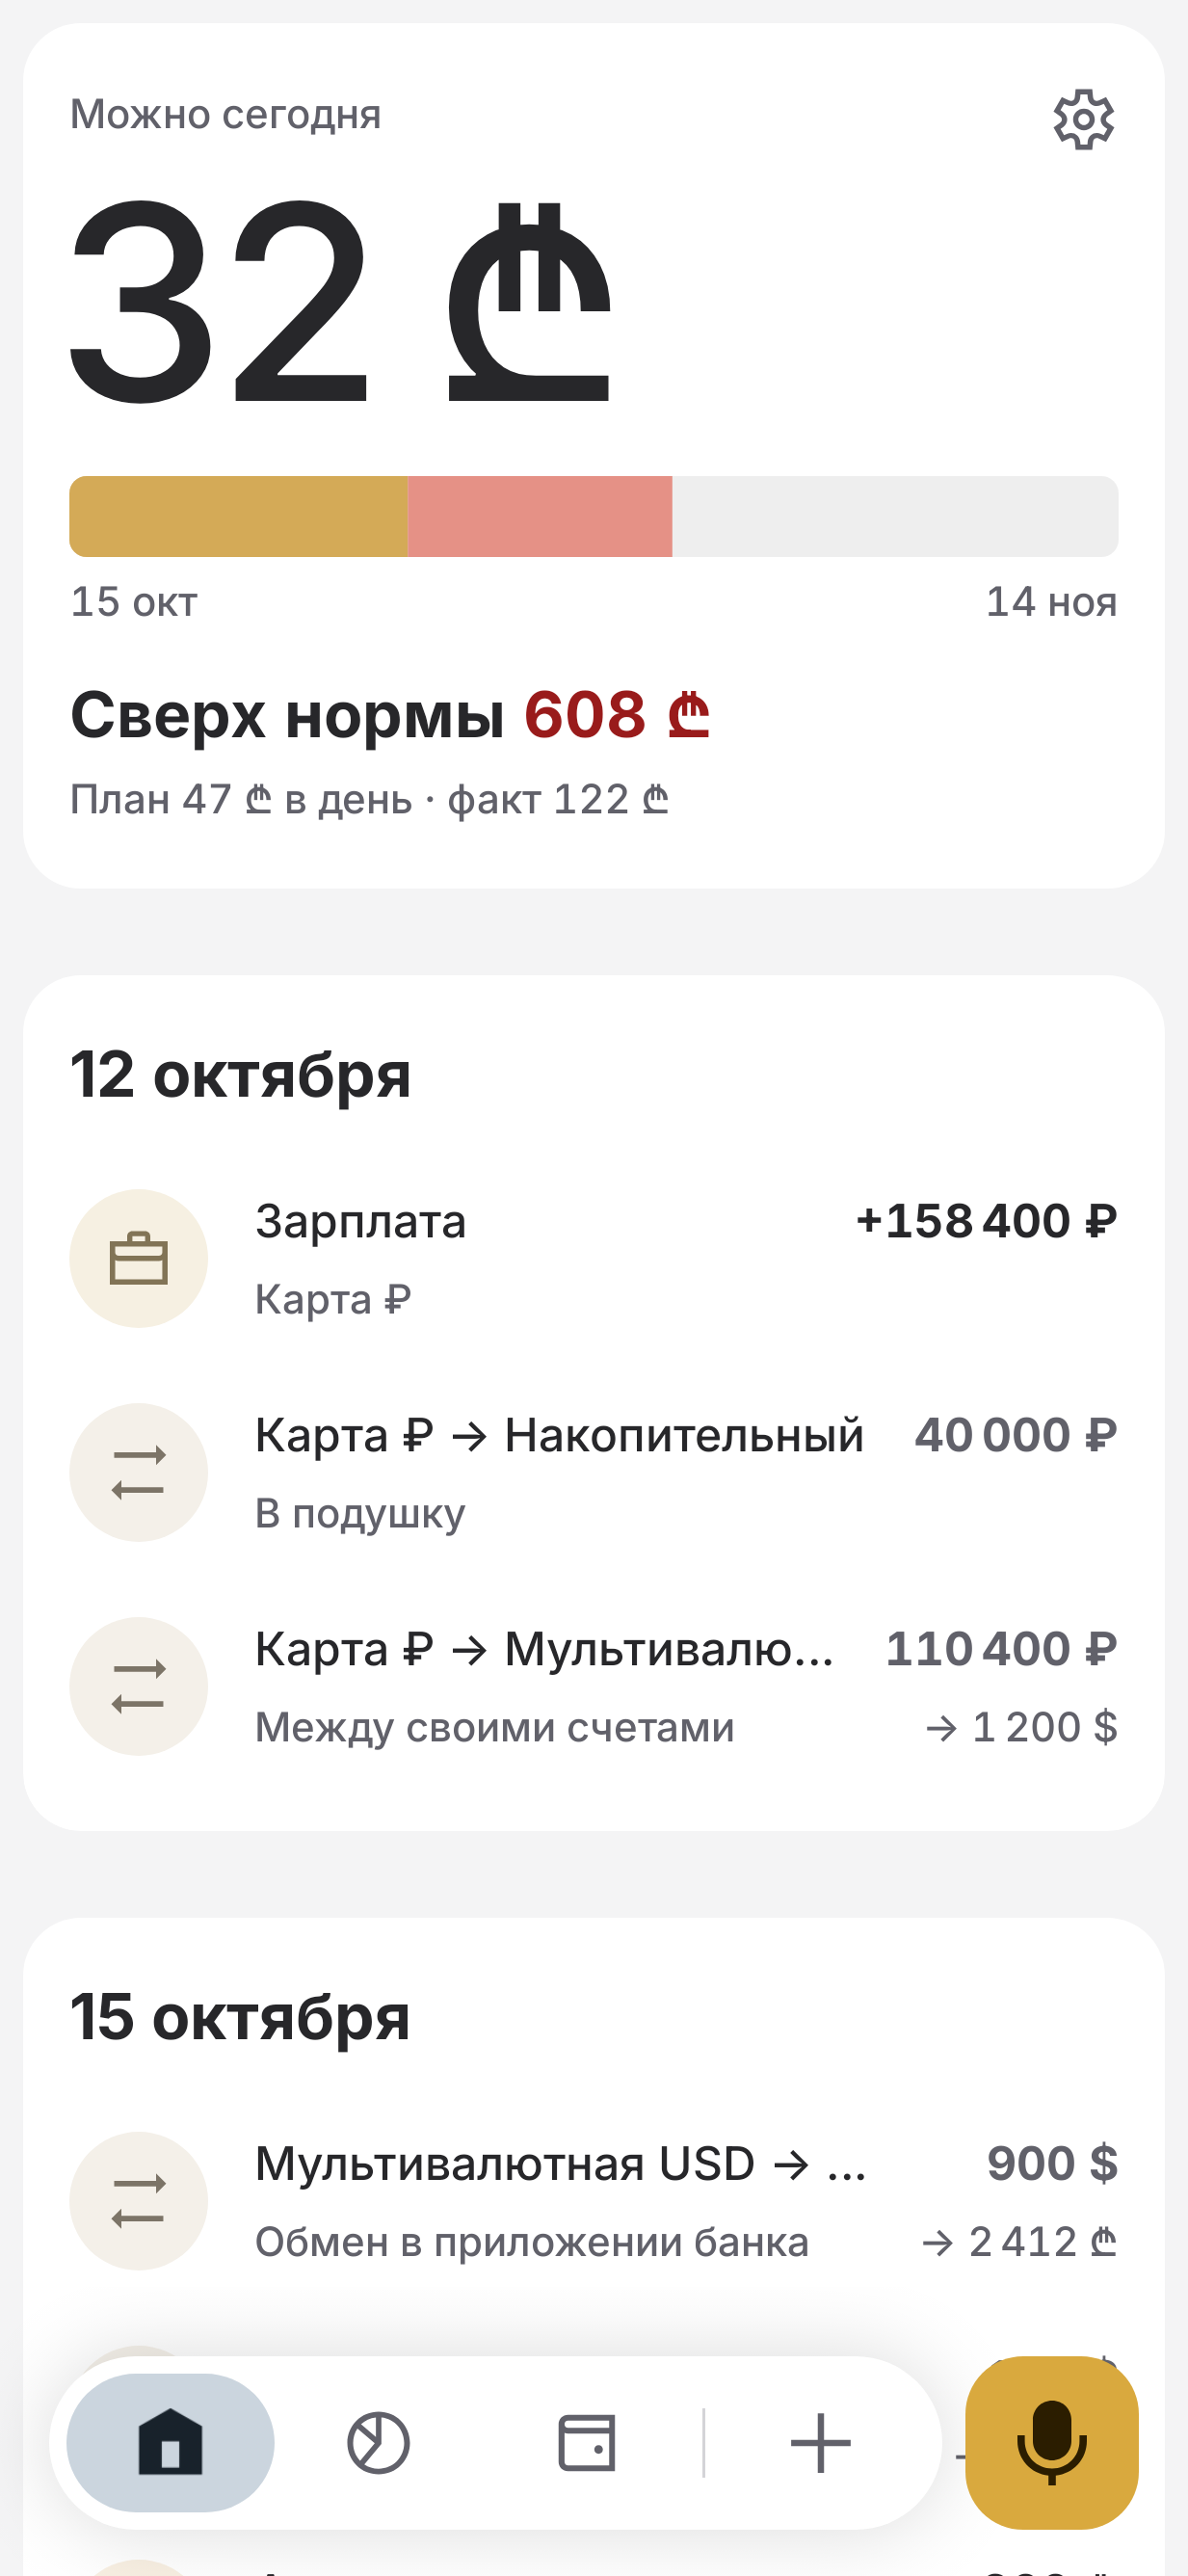 Можно сегодня
32 ₾
15 окт 14 ноя
Сверх нормы 608 ₾
План 47 ₾ в день · факт 122 ₾
12 октября
Зарплата +158 400 ₽
Карта ₽
Карта ₽ → Накопительный 40 000 ₽
В подушку
Карта ₽ → Мультивалю... 110 400 ₽
Между своими счетами → 1 200 $
15 октября
Мультивалютная USD → ... 900 $
Обмен в приложении банка → 2 412 ₾